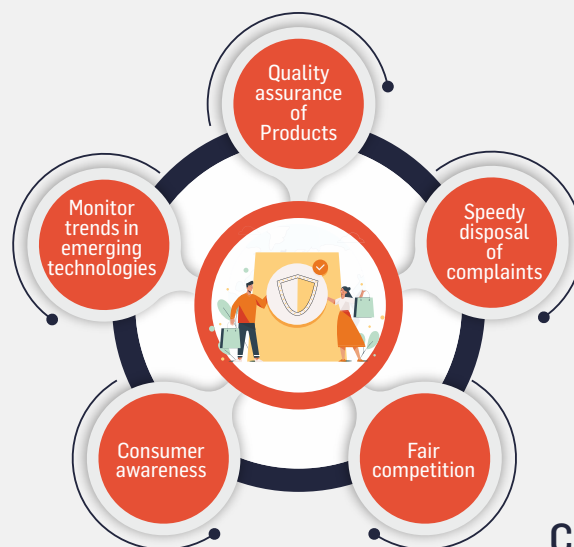 Quality
assurance
of
Products
Monitor
trends in
emerging
technologies
Speedy
disposal
of
complaints
Consumer
awareness
Fair
competition
C